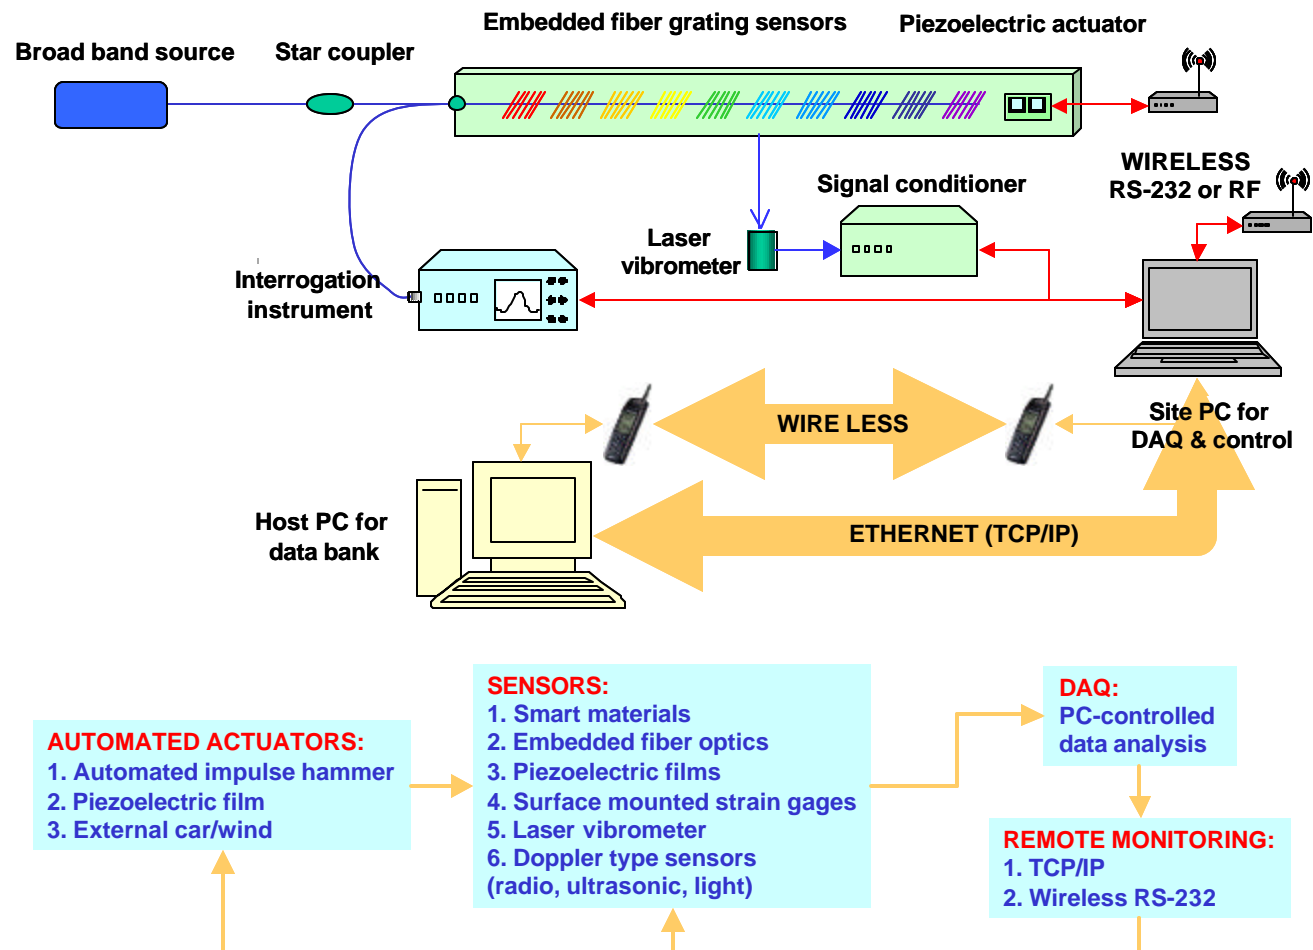 Embedded fiber grating sensors
Piezoelectric actuator
Broad band source
Star coupler
WIRELESS
RS-232 or RF
Signal conditioner
Laser
vibrometer
Interrogation
instrument
WIRE LESS
Site PC for
DAQ & control
Host PC for
data bank
ETHERNET (TCP/IP)
AUTOMATED ACTUATORS:
1. Automated impulse hammer
2. Piezoelectric film
3. External car/wind
SENSORS:
1. Smart materials
2. Embedded fiber optics
3. Piezoelectric films
4. Surface mounted strain gages
5. Laser vibrometer
6. Doppler type sensors
(radio, ultrasonic, light)
DAQ:
PC-controlled
data analysis
REMOTE MONITORING:
1. TCP/IP
2. Wireless RS-232